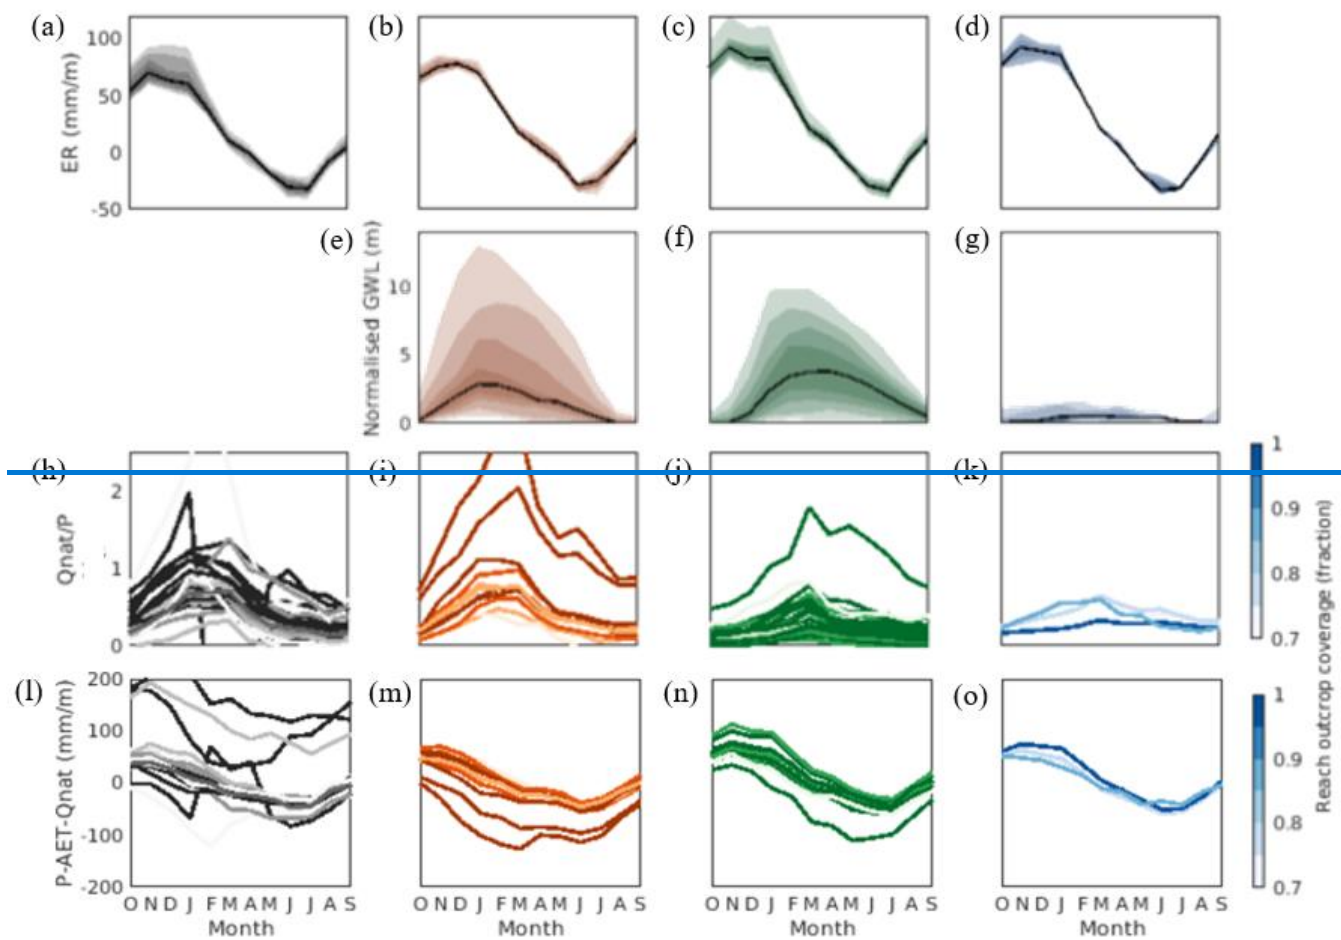 (a) (b) (c) (d)
ER (mm/m)
100
50
0
-50
(e) (f) (g)
Normalised GWL (m)
10
5
0
(h) (i) (j) (k)
Qnat/P
2
1
0
1
0.9
0.8
0.7
(l) (m) (n) (o)
P-AET-Qnat (mm/m)
200
100
0
-100
-200
1
0.9
0.8
0.7
Reach outcrop coverage (fraction)
O N D J F M A M J J A S O N D J F M A M J J A S O N D J F M A M J J A S O N D J F M A M J J A S
Month Month Month Month